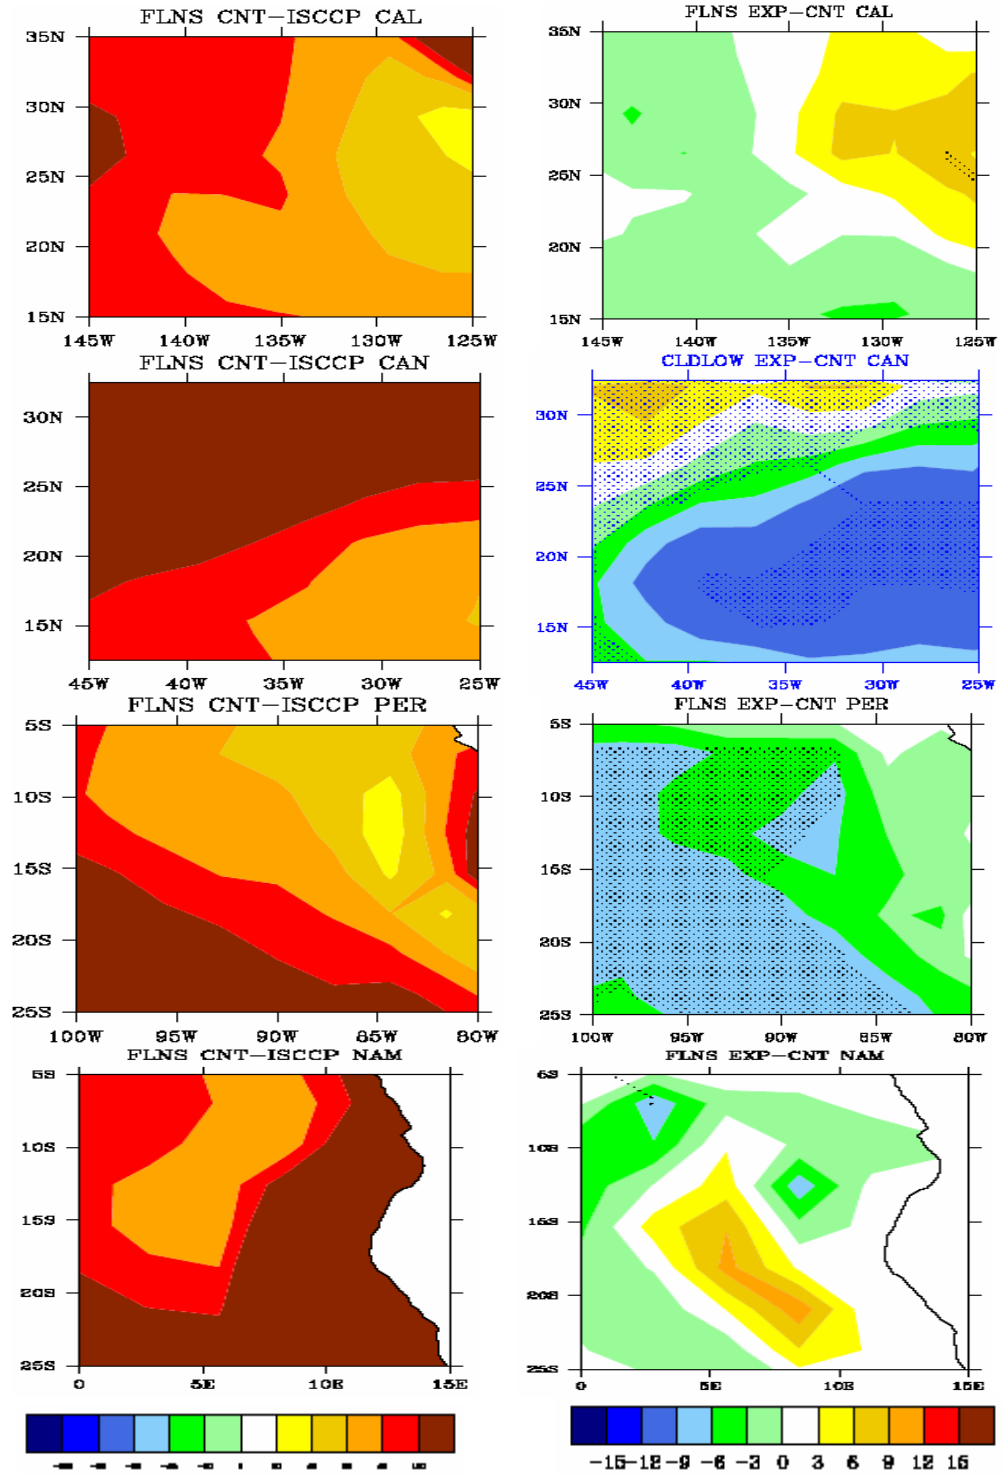 FLNS CNT-ISCCP CAL
35N
30N
25N
20N
15N
145W 140W 135W 130W 125W
FLNS EXP-CNT CAL
35N
30N
25N
20N
15N
145W 140W 135W 130W 125W
FLNS CNT-ISCCP CAN
30N
25N
20N
15N
45W 40W 35W 30W 25W
CLDLOW EXP-CNT CAN
30N
25N
20N
15N
45W 40W 35W 30W 25W
FLNS CNT-ISCCP PER
5S
10S
15S
20S
25S
100W 95W 90W 85W 80W
FLNS EXP-CNT PER
5S
10S
15S
20S
25S
100W 95W 90W 85W 80W
FLNS CNT-ISCCP NAM
5S
10S
15S
20S
25S
0 5E 10E 15E
FLNS EXP-CNT NAM
5S
10S
15S
20S
25S
0 5E 10E 15E
-15 -12 -9 -6 -3 0 3 6 9 12 15